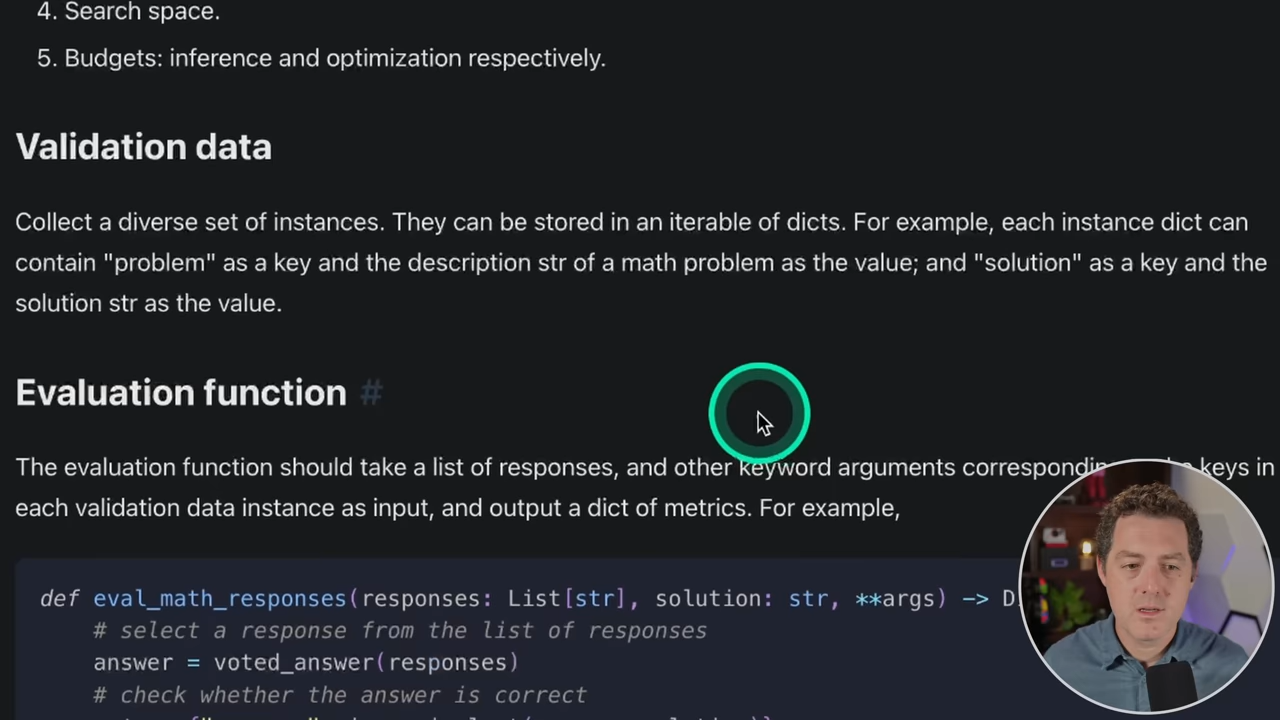 4. Search space.
5. Budgets: inference and optimization respectively.
Validation data
Collect a diverse set of instances. They can be stored in an iterable of dicts. For example, each instance dict can
contain "problem" as a key and the description str of a math problem as the value; and "solution" as a key and the
solution str as the value.
Evaluation function #
The evaluation function should take a list of responses, and other keyword arguments keys in
each validation data instance as input, and output a dict of metrics. For example,
def eval_math_responses(responses: List[str], solution: str, **args) -> D
# select a response from the list of responses
answer = voted_answer(responses)
# check whether the answer is correct